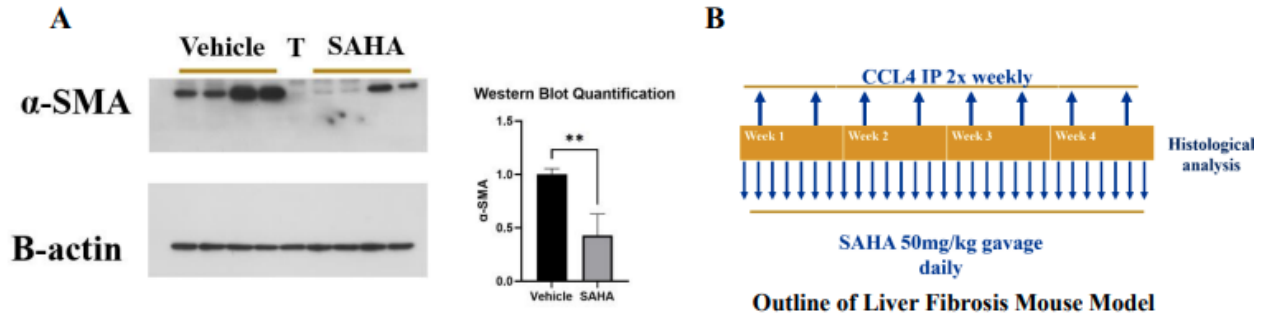 A
Vehicle T SAHA
α-SMA
B-actin
Western Blot Quantification
1.5
1.0
0.5
0.0
α-SMA
**
Vehicle SAHA
B
CCL4 IP 2x weekly
Week 1 Week 2 Week 3 Week 4
Histological
analysis
SAHA 50mg/kg gavage
daily
Outline of Liver Fibrosis Mouse Model